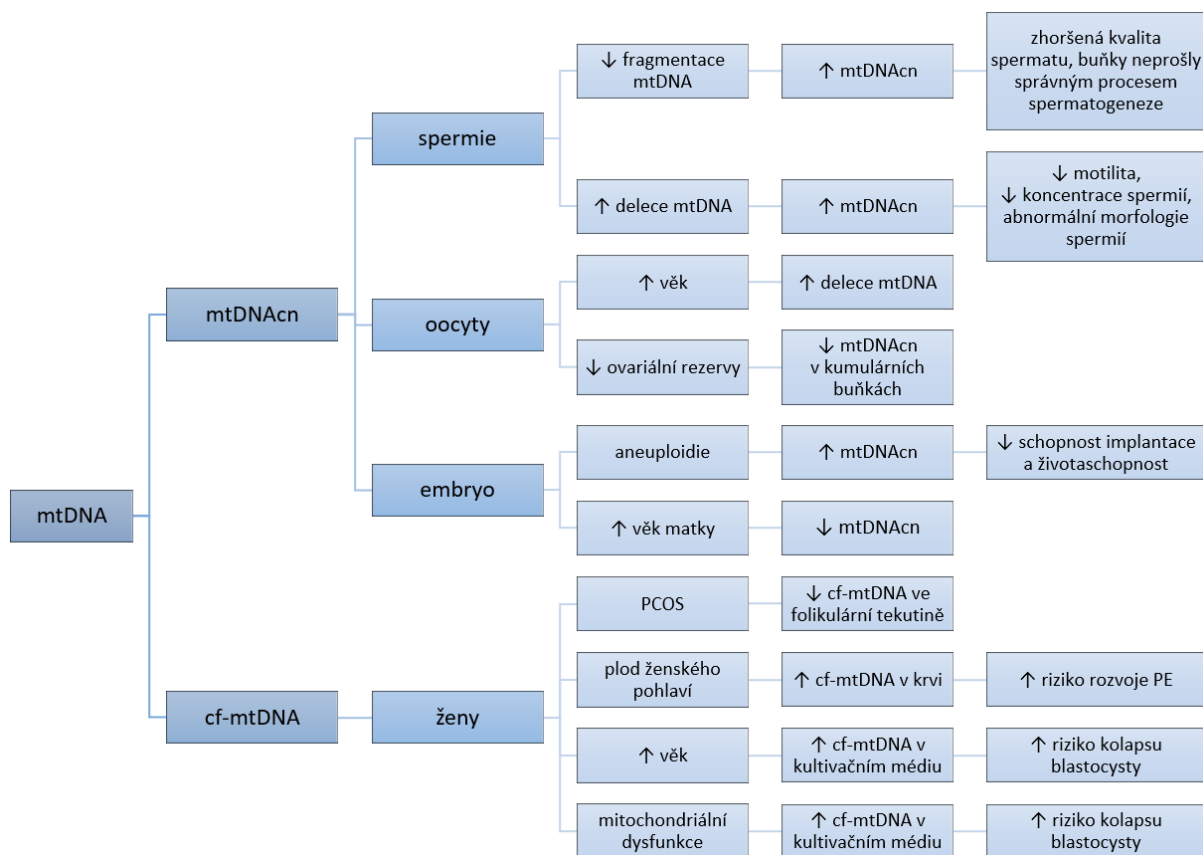 zhoršená kvalita
spermatu, buňky neprošly
správným procesem
spermatogeneze
↓ fragmentace
mtDNA
↑ mtDNAcn
spermie
↑ delece mtDNA
↑ mtDNAcn
↓ motilita,
↓ koncentrace spermií,
abnormální morfologie
spermií
mtDNAcn
oocyty
↑ věk
↑ delece mtDNA
↓ ovariální rezervy
↓ mtDNAcn
v kumulárních
buňkách
embryo
aneuploidie
↑ mtDNAcn
↓ schopnost implantace
a životaschopnost
↑ věk matky
↓ mtDNAcn
mtDNA
cf-mtDNA
ženy
PCOS
↓ cf-mtDNA ve
folikulární tekutině
plod ženského
pohlaví
↑ cf-mtDNA v krvi
↑ riziko rozvoje PE
↑ věk
↑ cf-mtDNA v
kultivačním médiu
↑ riziko kolapsu
blastocysty
mitochondriální
dysfunkce
↑ cf-mtDNA v
kultivačním médiu
↑ riziko kolapsu
blastocysty